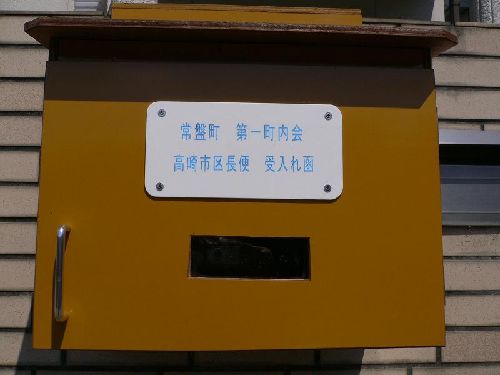 常盤町 第一町内会
高崎市区長便 受入れ函